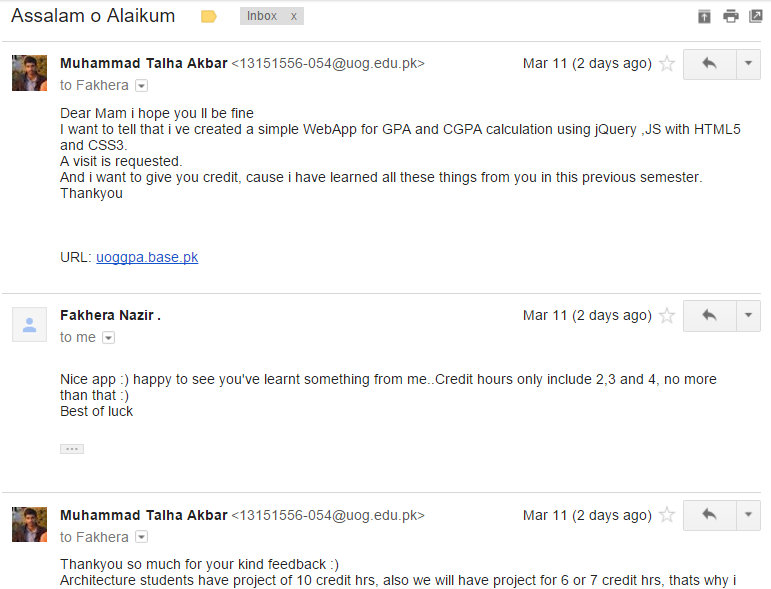 Assalam o Alaikum
Inbox x
Muhammad Talha Akbar <13151556-054@uog.edu.pk> Mar 11 (2 days ago)
to Fakhera
Dear Mam i hope you ll be fine
I want to tell that i ve created a simple WebApp for GPA and CGPA calculation using jQuery ,JS with HTML5
and CSS3.
A visit is requested.
And i want to give you credit, cause i have learned all these things from you in this previous semester.
Thankyou
URL: uoggpa.base.pk
Fakhera Nazir . Mar 11 (2 days ago)
to me
Nice app :) happy to see you've learnt something from me..Credit hours only include 2,3 and 4, no more
than that :)
Best of luck
Muhammad Talha Akbar <13151556-054@uog.edu.pk> Mar 11 (2 days ago)
to Fakhera
Thankyou so much for your kind feedback :)
Architecture students have project of 10 credit hrs, also we will have project for 6 or 7 credit hrs, thats why i